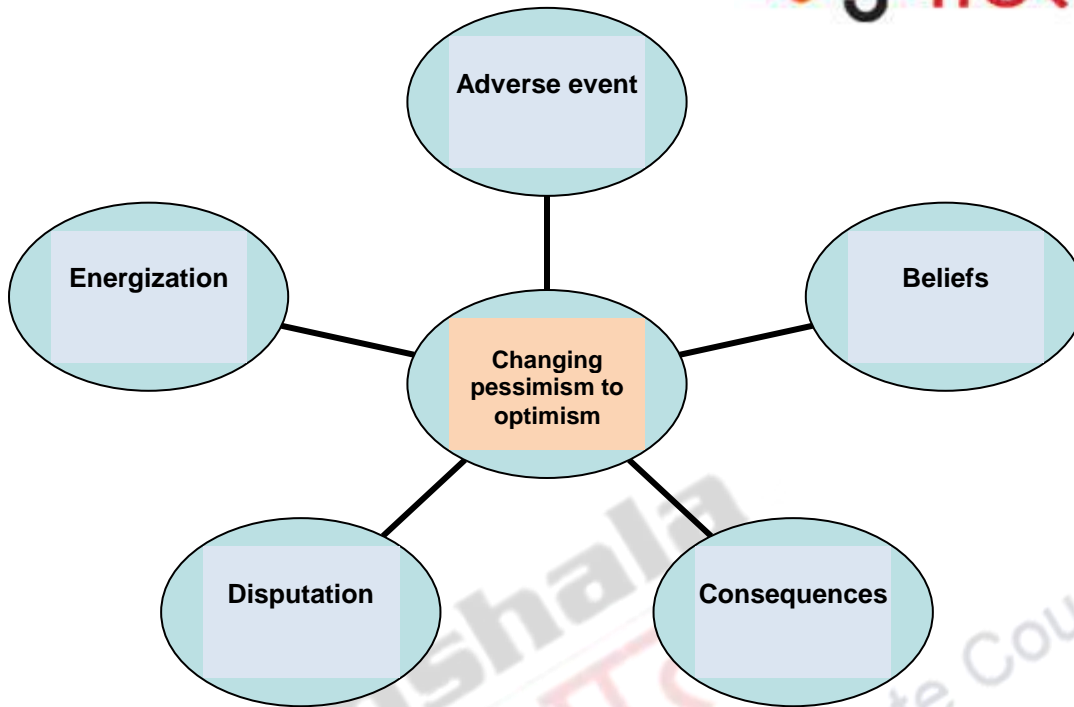 Adverse event
Energization
Beliefs
Changing
pessimism to
optimism
Disputation
Consequences